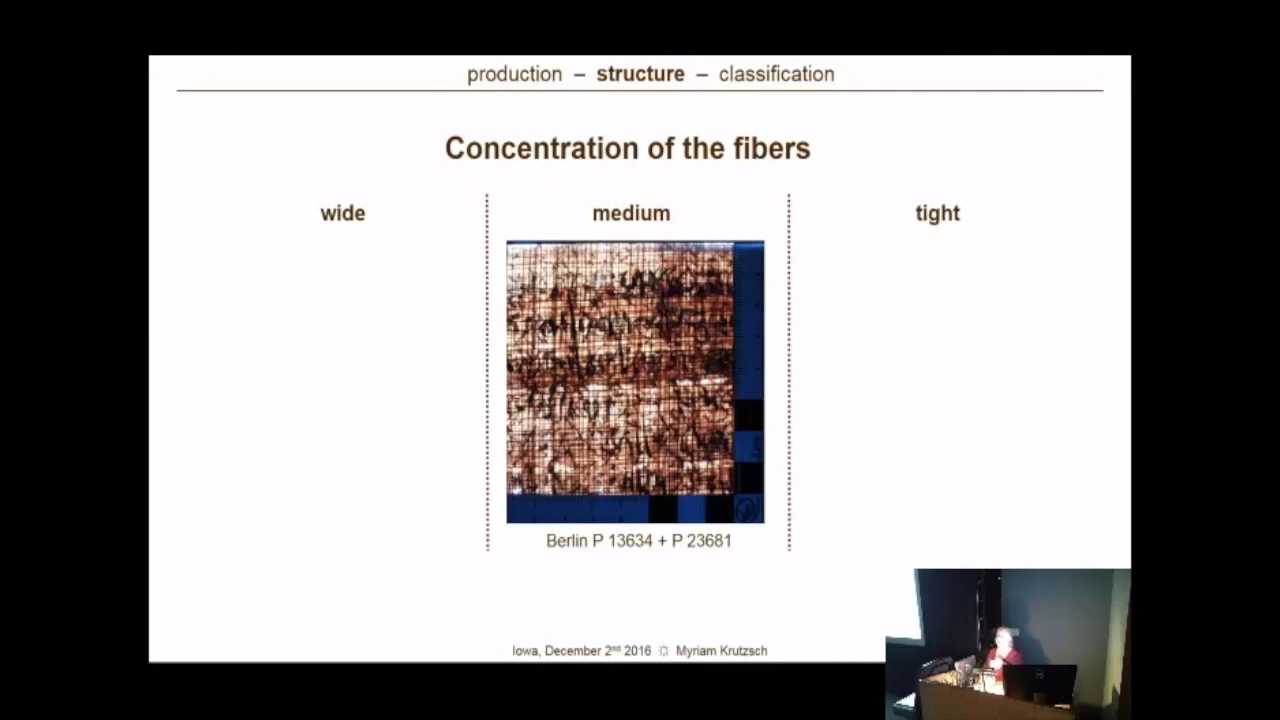 production – structure – classification
Concentration of the fibers
wide
medium
tight
Berlin P 13634 + P 23681
Iowa, December 2nd 2016 ☼ Myriam Krutzsch